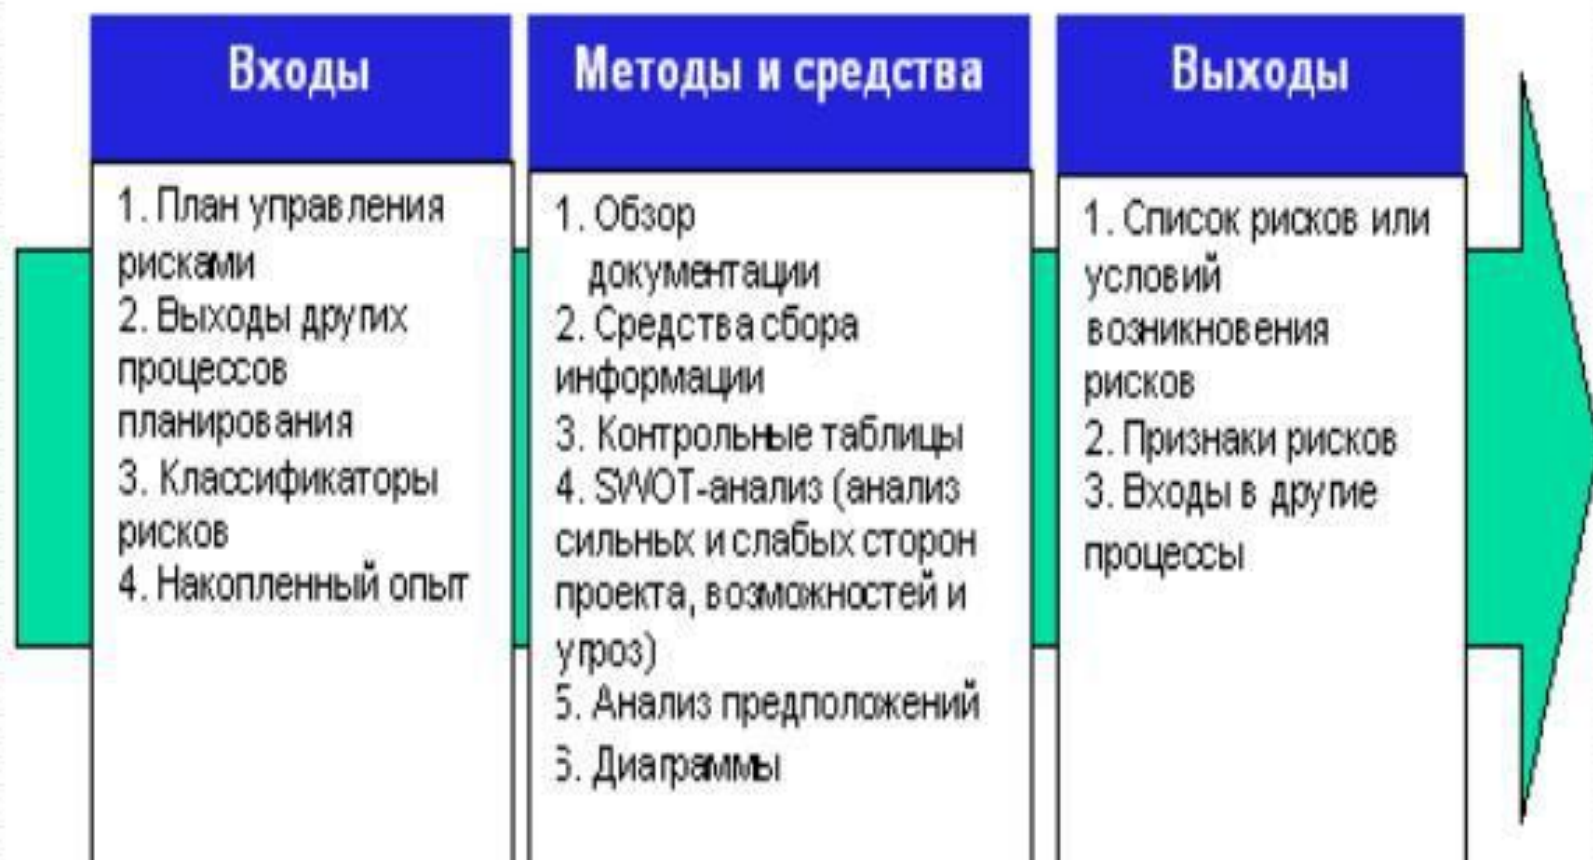 Входы
1. План управления
рисками
2. Выходы других
процессов
планирования
3. Классификаторы
рисков
4. Накопленный опыт
Методы и средства
1. Обзор
документации
2. Средства сбора
информации
3. Контрольные таблицы
4. SWOT-анализ (анализ
сильных и слабых сторон
проекта, возможностей и
угроз)
5. Анализ предположений
6. Диаграммы
Выходы
1. Список рисков или
условий
возникновения
рисков
2. Признаки рисков
3. Входы в другие
процессы